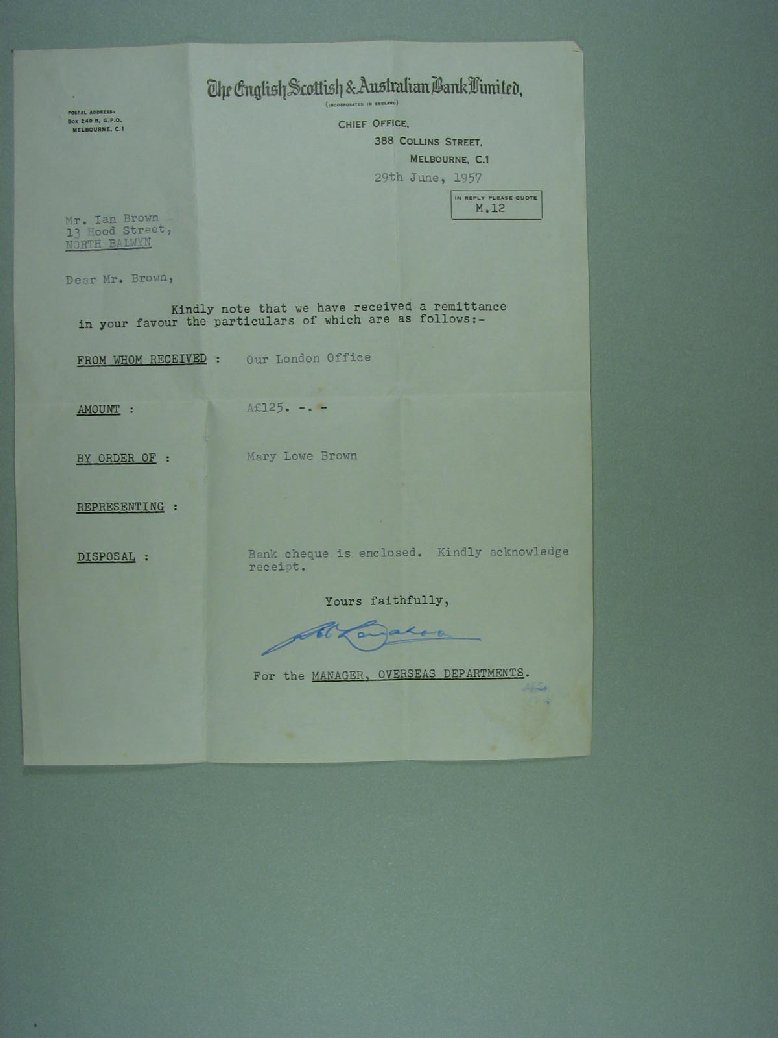 The English Scottish & Australian Bank Limited,
(INCORPORATED IN ENGLAND)
POSTAL ADDRESS:
BOX 249 B, G.P.O.
MELBOURNE, C.1
CHIEF OFFICE,
388 COLLINS STREET,
MELBOURNE, C.1
29th June, 1957
IN REPLY PLEASE QUOTE
M.12
Mr. Ian Brown
13 Hood Street,
NORTH BALWYN
Dear Mr. Brown,
Kindly note that we have received a remittance
in your favour the particulars of which are as follows:-
FROM WHOM RECEIVED : Our London Office
AMOUNT : A£125. -. -
BY ORDER OF : Mary Lowe Brown
REPRESENTING :
DISPOSAL : Bank cheque is enclosed. Kindly acknowledge
receipt.
Yours faithfully,
For the MANAGER, OVERSEAS DEPARTMENTS.